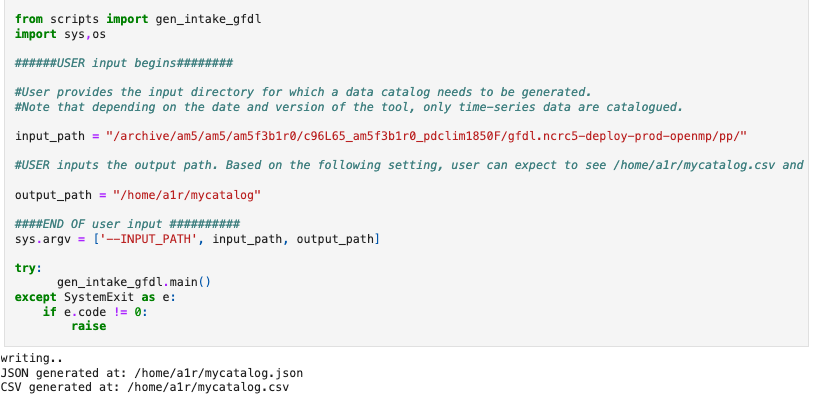 from scripts import gen_intake_gfdl
import sys,os
######USER input begins########
#User provides the input directory for which a data catalog needs to be generated.
#Note that depending on the date and version of the tool, only time-series data are catalogued.
input_path = "/archive/am5/am5/am5f3b1r0/c96L65_am5f3b1r0_pdclim1850F/gfdl.ncrc5-deploy-prod-openmp/pp/"
#USER inputs the output path. Based on the following setting, user can expect to see /home/a1r/mycatalog.csv and
output_path = "/home/a1r/mycatalog"
####END OF user input ##########
sys.argv = ['--INPUT_PATH', input_path, output_path]
try:
gen_intake_gfdl.main()
except SystemExit as e:
if e.code != 0:
raise
writing..
JSON generated at: /home/a1r/mycatalog.json
CSV generated at: /home/a1r/mycatalog.csv